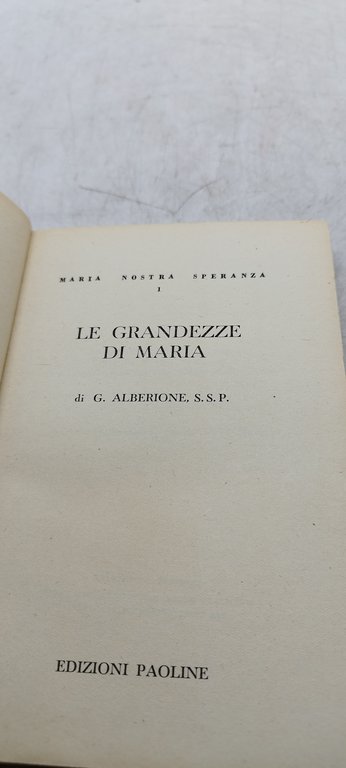 MARIA NOSTRA SPERANZA
I
LE GRANDEZZE
DI MARIA
di G. ALBERIONE, S. S. P.
EDIZIONI PAOLINE